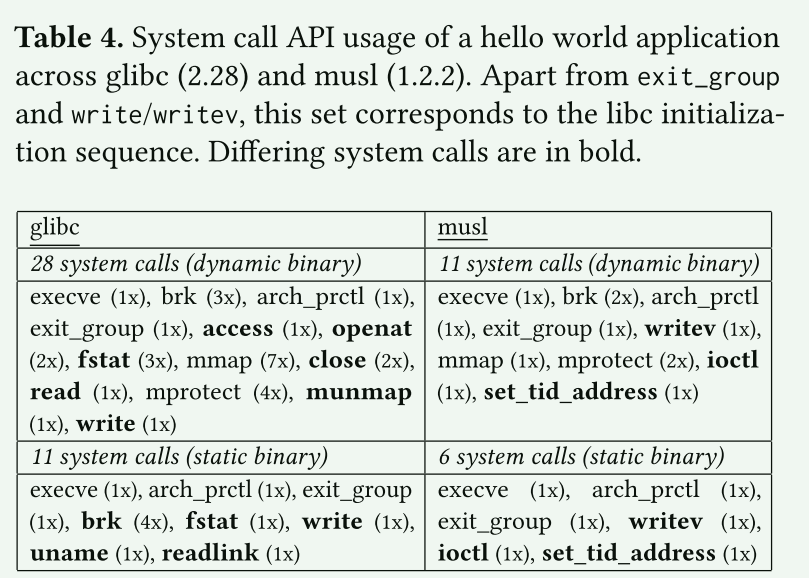 Table 4. System call API usage of a hello world application
across glibc (2.28) and musl (1.2.2). Apart from exit_group
and write/writev, this set corresponds to the libc initializa-
tion sequence. Differing system calls are in bold.
glibc
28 system calls (dynamic binary)
execve (1x), brk (3x), arch_prctl (1x),
exit_group (1x), access (1x), openat
(2x), fstat (3x), mmap (7x), close (2x),
read (1x), mprotect (4x), munmap
(1x), write (1x)
musl
11 system calls (dynamic binary)
execve (1x), brk (2x), arch_prctl
(1x), exit_group (1x), writev (1x),
mmap (1x), mprotect (2x), ioctl
(1x), set_tid_address (1x)
11 system calls (static binary)
execve (1x), arch_prctl (1x), exit_group
(1x), brk (4x), fstat (1x), write (1x),
uname (1x), readlink (1x)
6 system calls (static binary)
execve (1x), arch_prctl (1x),
exit_group (1x), writev (1x),
ioctl (1x), set_tid_address (1x)